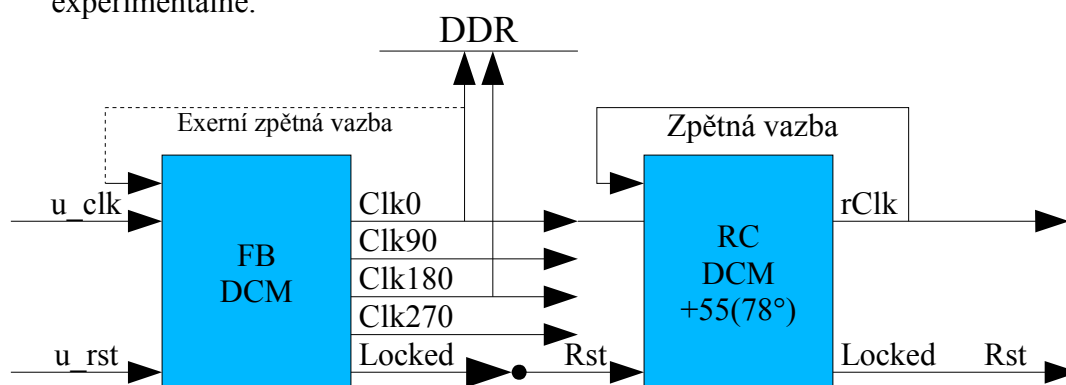 experimentálně.
DDR
Exerní zpětná vazba
Zpětná vazba
u_clk
Clk0
rClk
Clk90
FB
DCM
Clk180
RC
DCM
+55(78°)
Clk270
u_rst
Locked
Rst
Locked
Rst